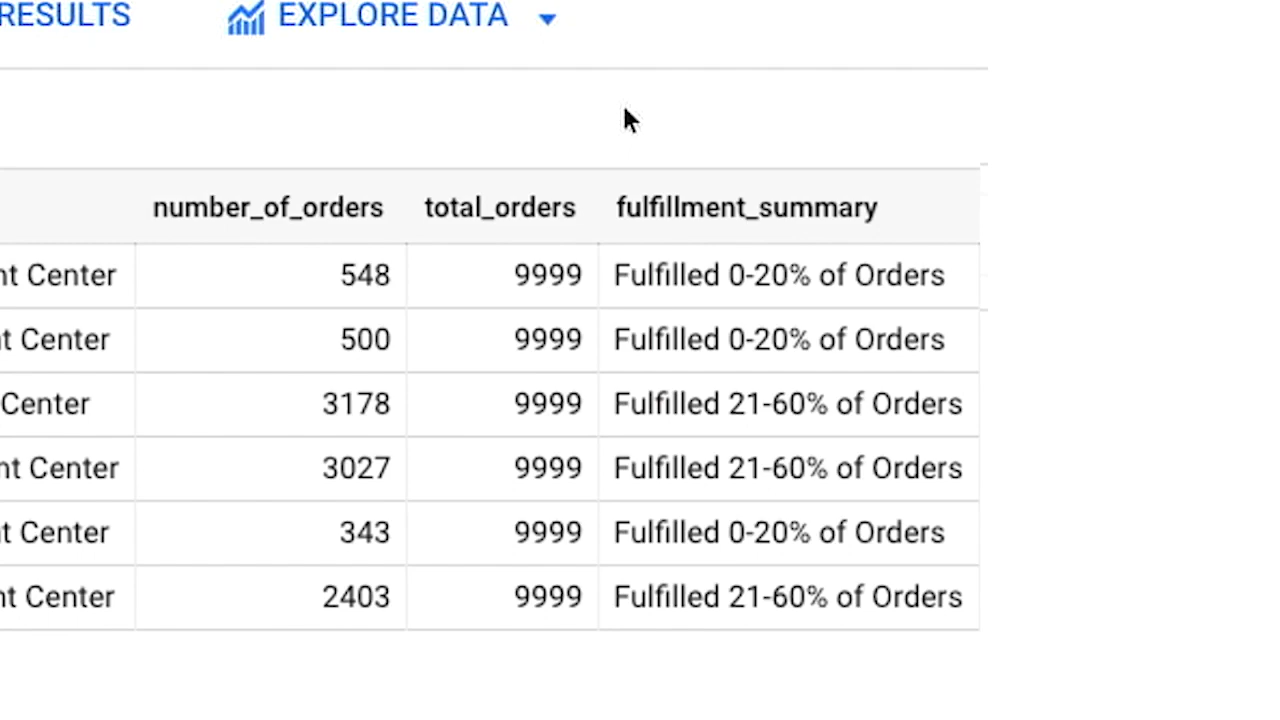 RESULTS EXPLORE DATA
number_of_orders total_orders fulfillment_summary
nt Center 548 9999 Fulfilled 0-20% of Orders
t Center 500 9999 Fulfilled 0-20% of Orders
Center 3178 9999 Fulfilled 21-60% of Orders
nt Center 3027 9999 Fulfilled 21-60% of Orders
t Center 343 9999 Fulfilled 0-20% of Orders
nt Center 2403 9999 Fulfilled 21-60% of Orders